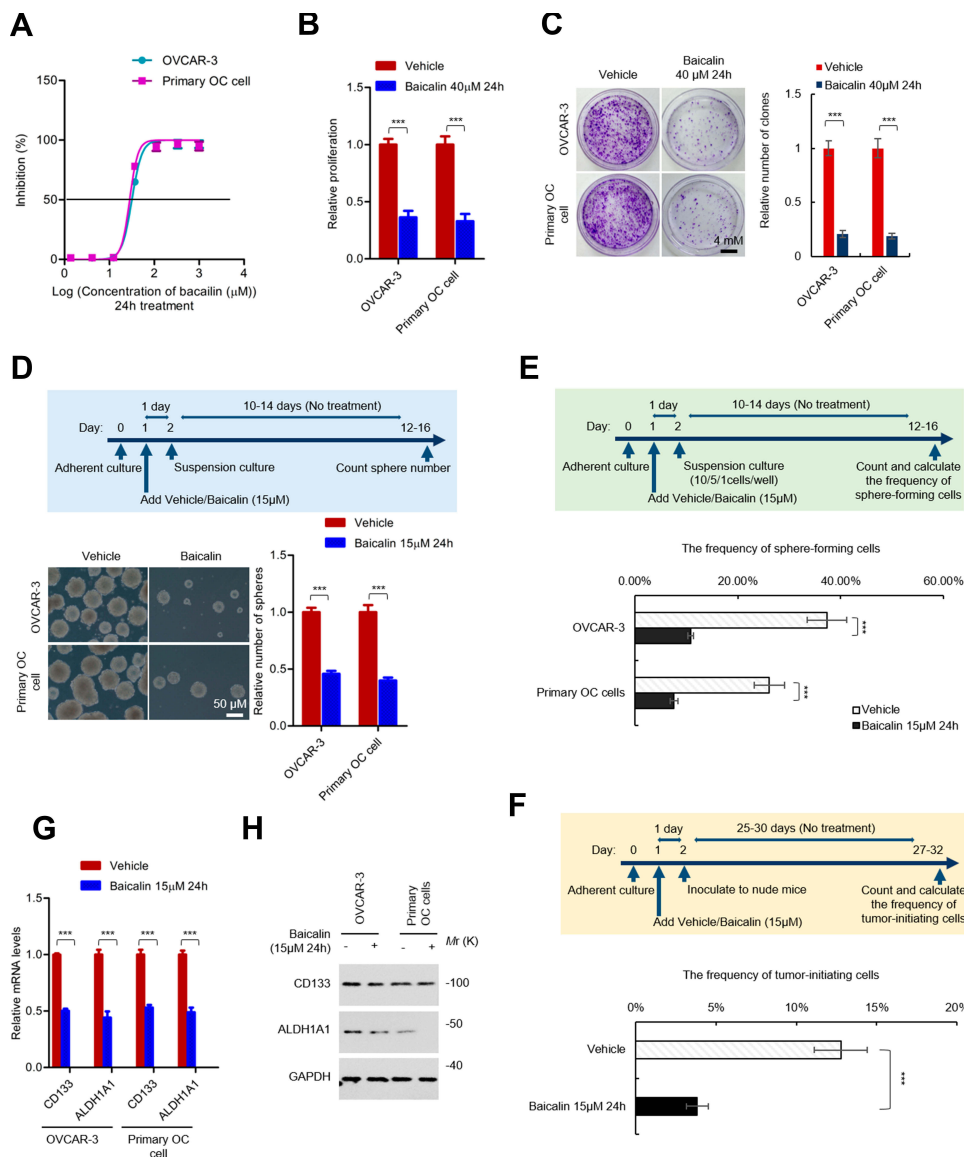 A
OVCAR-3
Primary OC cell
150
100
50
0
Inhibition (%)
0
1
2
3
4
Log (Concentration of bacailin (μM))
24h treatment
B
Vehicle
Baicalin 40μM 24h
1.5
1.0
0.5
0.0
Relative proliferation
***
***
OVCAR-3
Primary OC cell
C
Vehicle
Baicalin
40 μM 24h
OVCAR-3
Primary OC
cell
4 mM
Vehicle
Baicalin 40μM 24h
1.5
1
0.5
0
Relative number of clones
***
***
OVCAR-3
Primary OC cell
D
1 day
10-14 days (No treatment)
Day:
0
1
2
12-16
Adherent culture
Suspension culture
Count sphere number
Add Vehicle/Baicalin (15μM)
Vehicle
Baicalin
OVCAR-3
Primary OC
cell
50 μM
Vehicle
Baicalin 15μM 24h
1.5
1.0
0.5
0.0
Relative number of spheres
***
***
OVCAR-3
Primary OC cell
E
1 day
10-14 days (No treatment)
Day:
0
1
2
12-16
Adherent culture
Suspension culture
(10/5/1cells/well)
Count and calculate
the frequency of
sphere-forming cells
Add Vehicle/Baicalin (15μM)
The frequency of sphere-forming cells
0.00%
20.00%
40.00%
60.00%
OVCAR-3
***
Primary OC cells
***
Vehicle
Baicalin 15μM 24h
G
Vehicle
Baicalin 15μM 24h
1.5
1.0
0.5
0.0
Relative mRNA levels
***
***
***
***
CD133
ALDH1A1
CD133
ALDH1A1
OVCAR-3
Primary OC
cell
H
OVCAR-3
Primary
OC cells
Baicalin
(15μM 24h)
-
+
-
+
Mr (K)
CD133
-100
ALDH1A1
-50
-40
GAPDH
F
1 day
25-30 days (No treatment)
Day:
0
1
2
27-32
Adherent culture
Inoculate to nude mice
Count and calculate
the frequency of
tumor-initiating cells
Add Vehicle/Baicalin (15μM)
The frequency of tumor-initiating cells
0%
5%
10%
15%
20%
Vehicle
Baicalin 15μM 24h
***